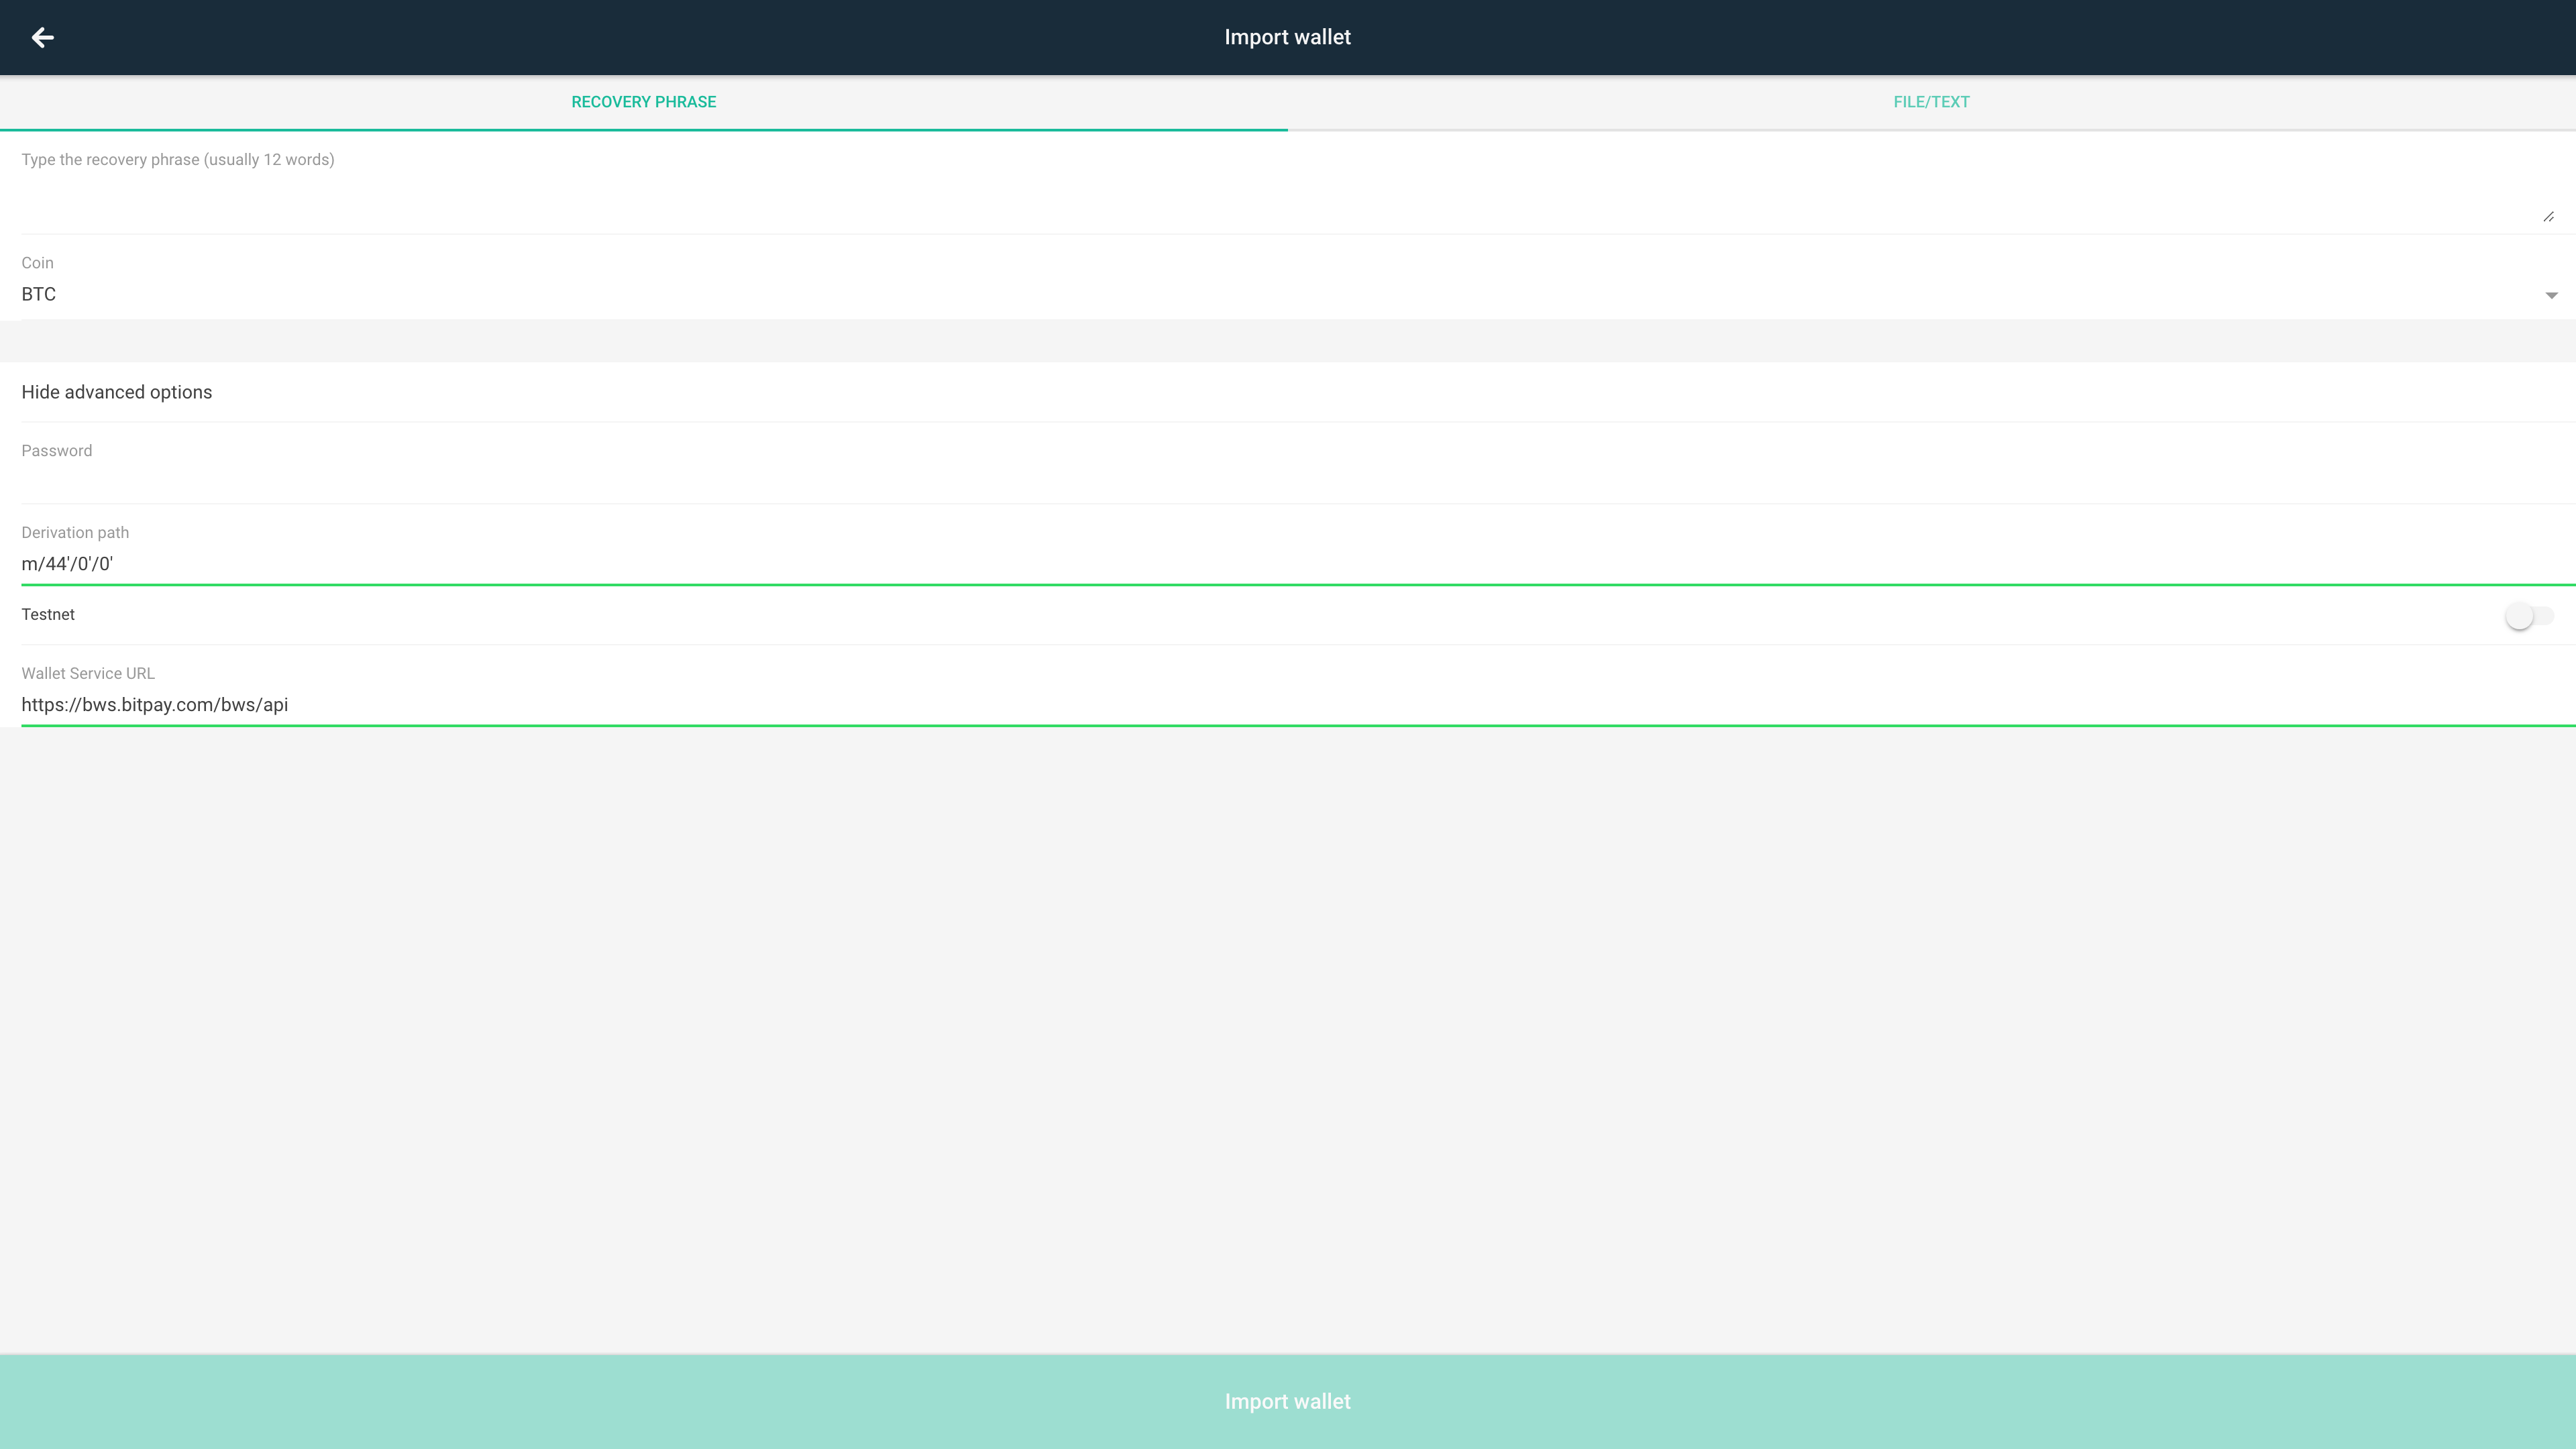 Import wallet
RECOVERY PHRASE
FILE/TEXT
Type the recovery phrase (usually 12 words)
Coin
BTC
Hide advanced options
Password
Derivation path
m/44'/0'/0'
Testnet
Wallet Service URL
https://bws.bitpay.com/bws/api
Import wallet